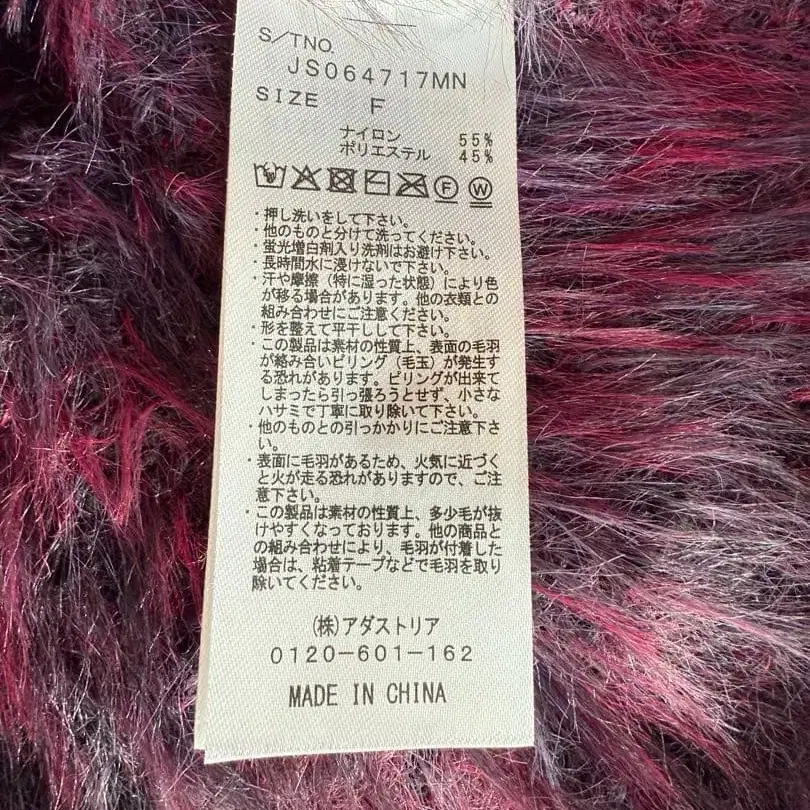 S/TNO.
JS064717MN
SIZE F
ナイロン 55%
ポリエステル 45%
F W
・押し洗いをして下さい。
・他のものと分けて洗ってください。
・蛍光増白剤入り洗剤はお避け下さい。
・長時間水に浸けないで下さい。
・汗や摩擦（特に湿った状態）により色
が移る場合があります。他の衣類との
組み合わせにご注意ください。
・形を整えて平干しして下さい。
・この製品は素材の性質上、表面の毛羽
が絡み合いピリング（毛玉）が発生す
る恐れがあります。ピリングが出来て
しまったら引っ張ろうとせず、小さな
ハサミで丁寧に取り除いて下さい。
・他のものとの引っかかりにご注意下さ
い。
・表面に毛羽があるため、火気に近づく
と火が走る恐れがありますので、ご注
意下さい。
・この製品は素材の性質上、多少毛が抜
けやすくなっております。他の商品と
の組み合わせにより、毛羽が付着した
場合は、粘着テープなどで毛羽を取り
除いてください。
（株）アダストリア
0120-601-162
MADE IN CHINA